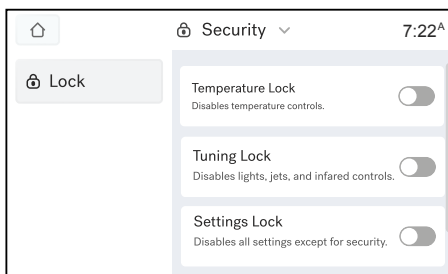 Security
7:22A
Lock
Temperature Lock
Disables temperature controls.
Tuning Lock
Disables lights, jets, and infared controls.
Settings Lock
Disables all settings except for security.